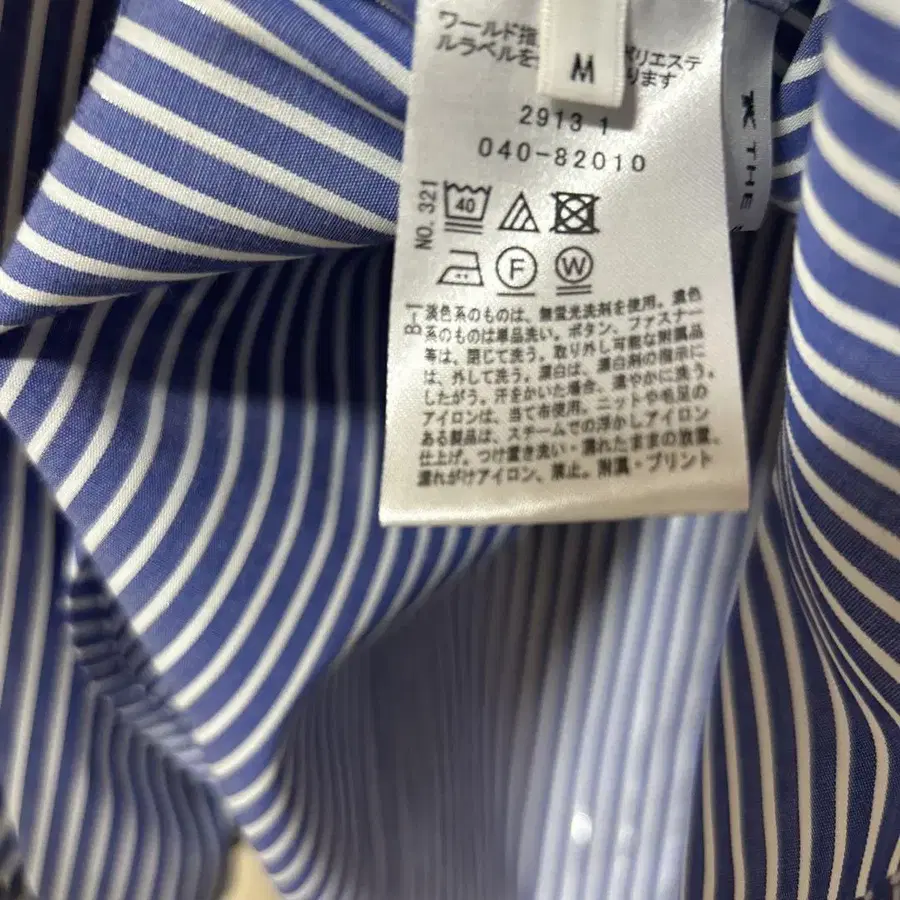 ワールド指
ポリエステ
ルラベルを
ります
M
2913 1
040-82010
NO. 321
40
F
W
B-1
淡色系のものは、無蛍光洗剤を使用。濃色
系のものは単品洗い。ボタン、ファスナー
等は、閉じて洗う。取り外し可能な附属品
は、外して洗う。漂白は、漂白剤の指示に
したがう。汗をかいた場合、速やかに洗う。
アイロンは、当て布使用。ニットや毛足の
ある製品は、スチームでの浮かしアイロン
仕上げ。つけ置き洗い・濡れたままの放置、
濡れがけアイロン、禁止。附属・プリント
THE